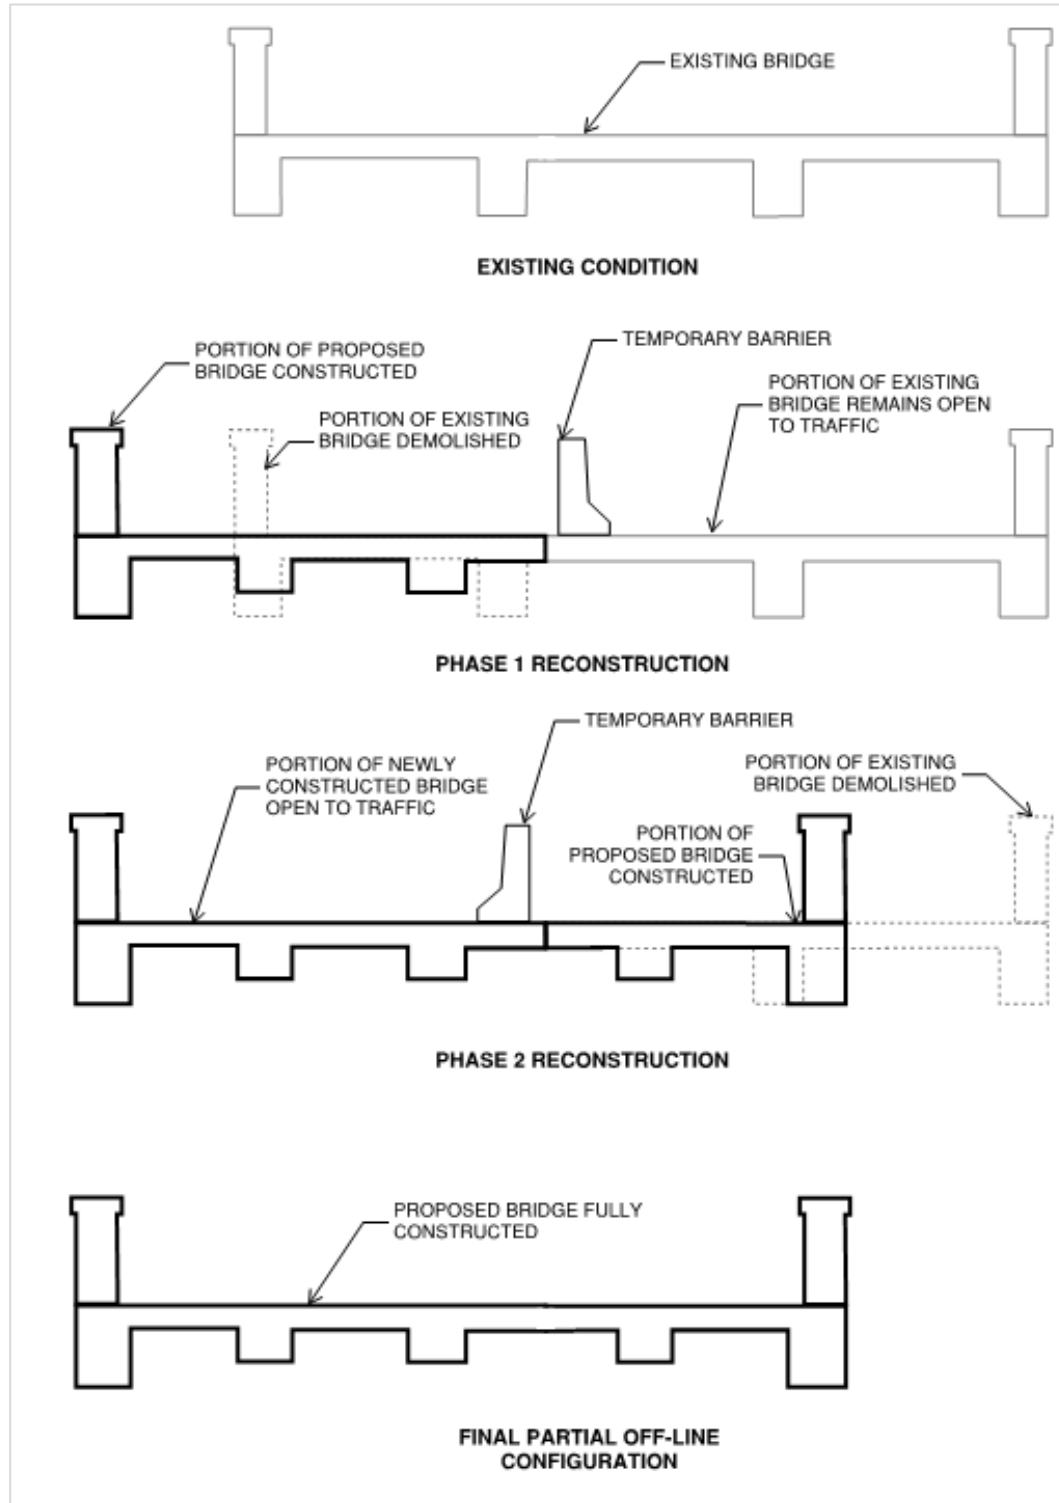 EXISTING BRIDGE
EXISTING CONDITION
PORTION OF PROPOSED
BRIDGE CONSTRUCTED
PORTION OF EXISTING
BRIDGE DEMOLISHED
TEMPORARY BARRIER
PORTION OF EXISTING
BRIDGE REMAINS OPEN
TO TRAFFIC
PHASE 1 RECONSTRUCTION
PORTION OF NEWLY
CONSTRUCTED BRIDGE
OPEN TO TRAFFIC
TEMPORARY BARRIER
PORTION OF
PROPOSED BRIDGE
CONSTRUCTED
PORTION OF EXISTING
BRIDGE DEMOLISHED
PHASE 2 RECONSTRUCTION
PROPOSED BRIDGE FULLY
CONSTRUCTED
FINAL PARTIAL OFF-LINE
CONFIGURATION